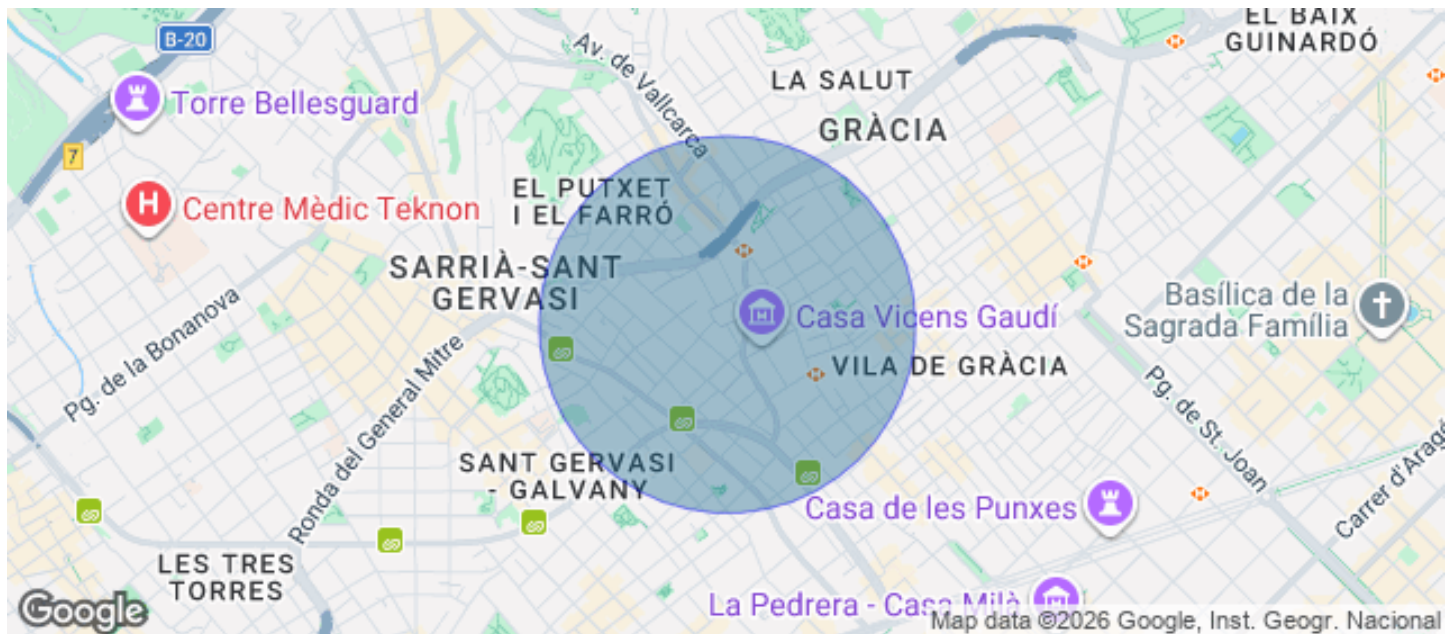 EL BAIX
GUINARDÓ
B-20
Av. de Vallcarca
LA SALUT
Torre Bellesguard
GRÀCIA
7
EL PUTXET
I EL FARRÓ
H
Centre Mèdic Teknon
SARRIÀ-SANT
GERVASI
Basílica de la
Sagrada Família
Casa Vicens Gaudí
Pg. de la Bonanova
VILA DE GRÀCIA
Ronda del General Mitre
Pg. de St. Joan
SANT GERVASI
- GALVANY
Carrer d'Aragó
Casa de les Punxes
LES TRES
TORRES
La Pedrera - Casa Milà
Google
Map data ©2026 Google, Inst. Geogr. Nacional